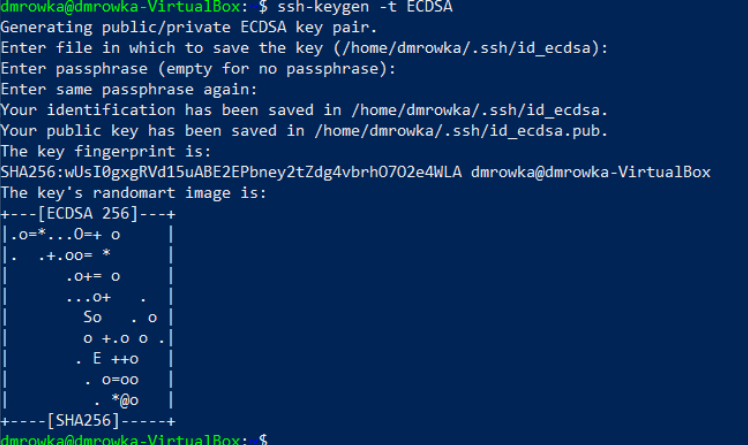 dmrowka@dmrowka-VirtualBox: $ ssh-keygen -t ECDSA
Generating public/private ECDSA key pair.
Enter file in which to save the key (/home/dmrowka/.ssh/id_ecdsa):
Enter passphrase (empty for no passphrase):
Enter same passphrase again:
Your identification has been saved in /home/dmrowka/.ssh/id_ecdsa.
Your public key has been saved in /home/dmrowka/.ssh/id_ecdsa.pub.
The key fingerprint is:
SHA256:wUsI0gxgRVd15uABE2EPbney2tZdg4vbrhO7O2e4WLA dmrowka@dmrowka-VirtualBox
The key's randomart image is:
+---[ECDSA 256]---+
|.o=*...O=+ o     |
|.  .+.oo= *      |
|      .o+= o     |
|      ...o+   .  |
|        So   . o |
|        o +.o o .|
|       . E ++o   |
|        . o=oo   |
|         . *@o   |
+----[SHA256]-----+
dmrowka@dmrowka-VirtualBox: $